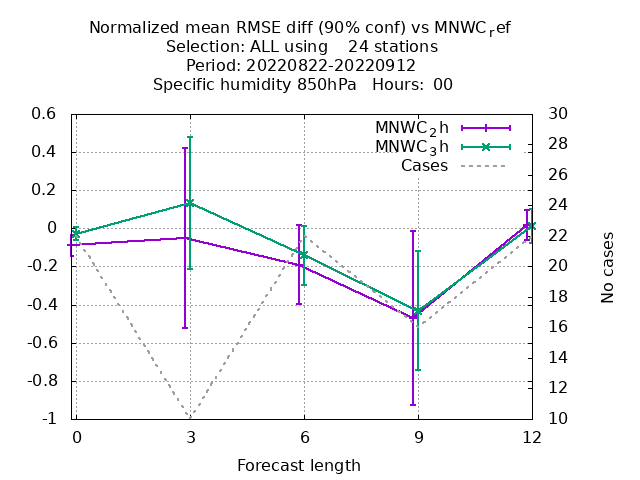 Normalized mean RMSE diff (90% conf) vs MNWCref
Selection: ALL using    24 stations
Period: 20220822-20220912
Specific humidity 850hPa   Hours:  00
MNWC2h
MNWC3h
Cases
0.6
0.4
0.2
0
-0.2
-0.4
-0.6
-0.8
-1
30
28
26
24
22
20
18
16
14
12
10
No cases
0 3 6 9 12
Forecast length